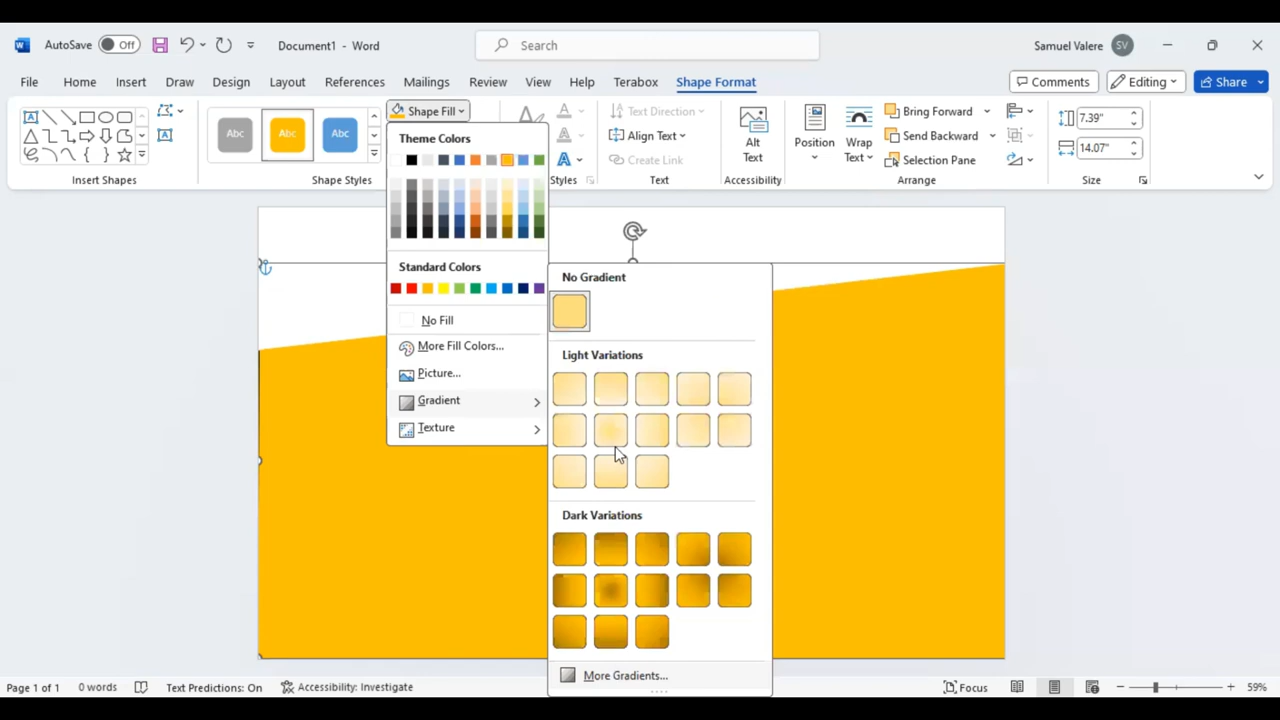 AutoSave Off Document1 - Word Search Samuel Valere SV
File Home Insert Draw Design Layout References Mailings Review View Help Terabox Shape Format Comments Editing Share
Abc Abc Abc
Shape Fill
Text Direction
Align Text
Create Link
Alt
Text
Position
Wrap
Text
Bring Forward
Send Backward
Selection Pane
7.39"
14.07"
Insert Shapes Shape Styles Styles Text Accessibility Arrange Size
Theme Colors
Standard Colors
No Fill
More Fill Colors...
Picture...
Gradient
Texture
No Gradient
Light Variations
Dark Variations
More Gradients...
Page 1 of 1 0 words Text Predictions: On Accessibility: Investigate Focus 59%